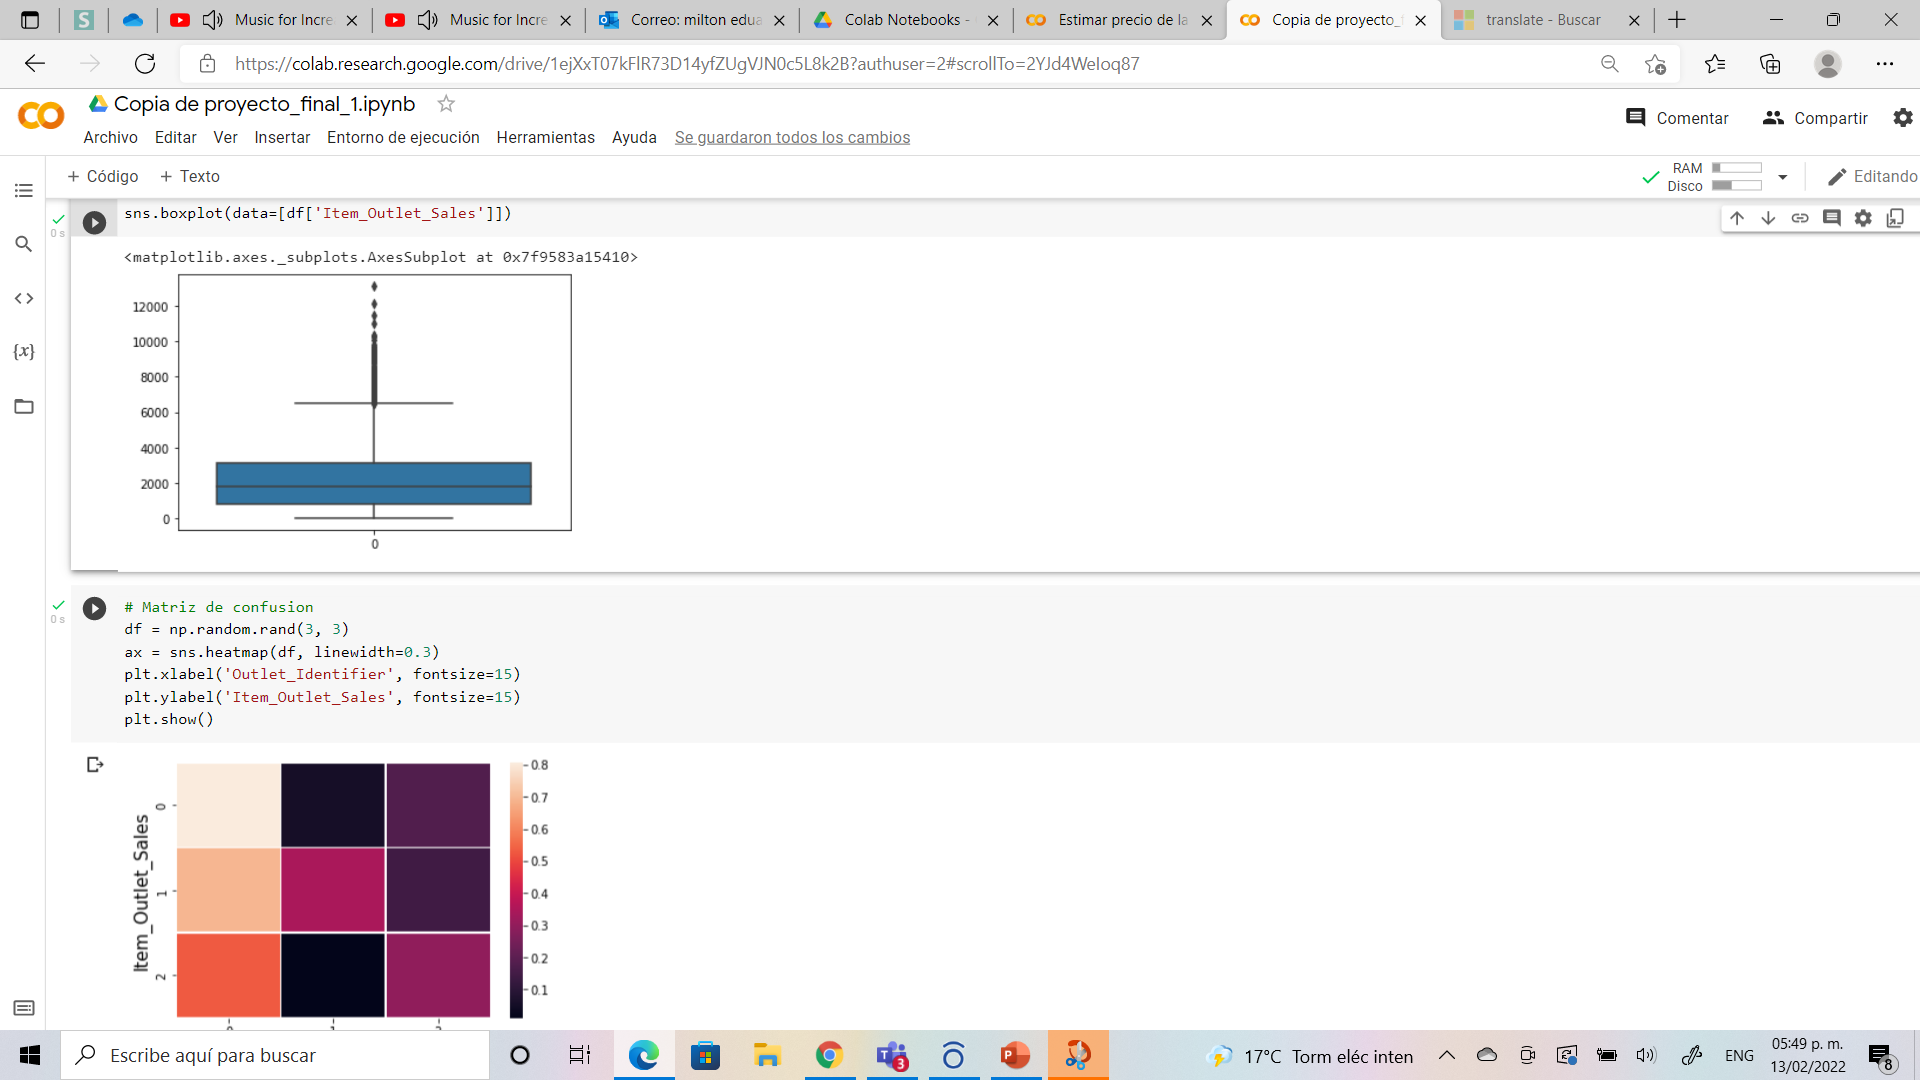 Music for Incre
Music for Incre
Correo: milton edua
Colab Notebooks -
Estimar precio de la
Copia de proyecto_f
translate - Buscar
https://colab.research.google.com/drive/1ejXxT07kFlR73D14yfZUgVJN0c5L8k2B?authuser=2#scrollTo=2YJd4WeIoq87
Copia de proyecto_final_1.ipynb
Comentar
Compartir
Archivo Editar Ver Insertar Entorno de ejecución Herramientas Ayuda Se guardaron todos los cambios
+ Código + Texto
RAM
Disco
Editando
sns.boxplot(data=[df['Item_Outlet_Sales']])
0 s
<matplotlib.axes._subplots.AxesSubplot at 0x7f9583a15410>
12000
10000
8000
6000
4000
2000
0
0
0 s
# Matriz de confusion
df = np.random.rand(3, 3)
ax = sns.heatmap(df, linewidth=0.3)
plt.xlabel('Outlet_Identifier', fontsize=15)
plt.ylabel('Item_Outlet_Sales', fontsize=15)
plt.show()
Item_Outlet_Sales
0
1
2
0.8
0.7
0.6
0.5
0.4
0.3
0.2
0.1
Escribe aquí para buscar
3
17°C Torm eléc inten
ENG
05:49 p. m.
13/02/2022
8